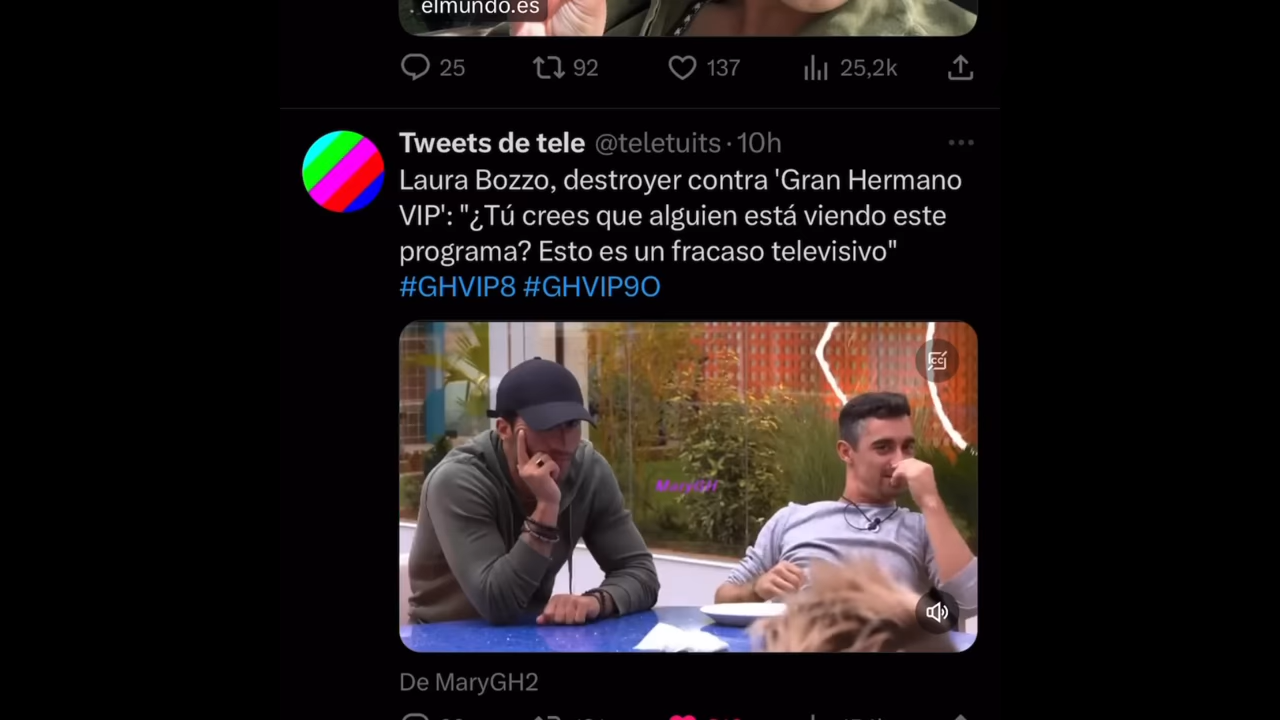 elmundo.es
25 92 137 25,2k
Tweets de tele @teletuits · 10h
Laura Bozzo, destroyer contra 'Gran Hermano
VIP': "¿Tú crees que alguien está viendo este
programa? Esto es un fracaso televisivo"
#GHVIP8 #GHVIP9O
MaryGH
De MaryGH2